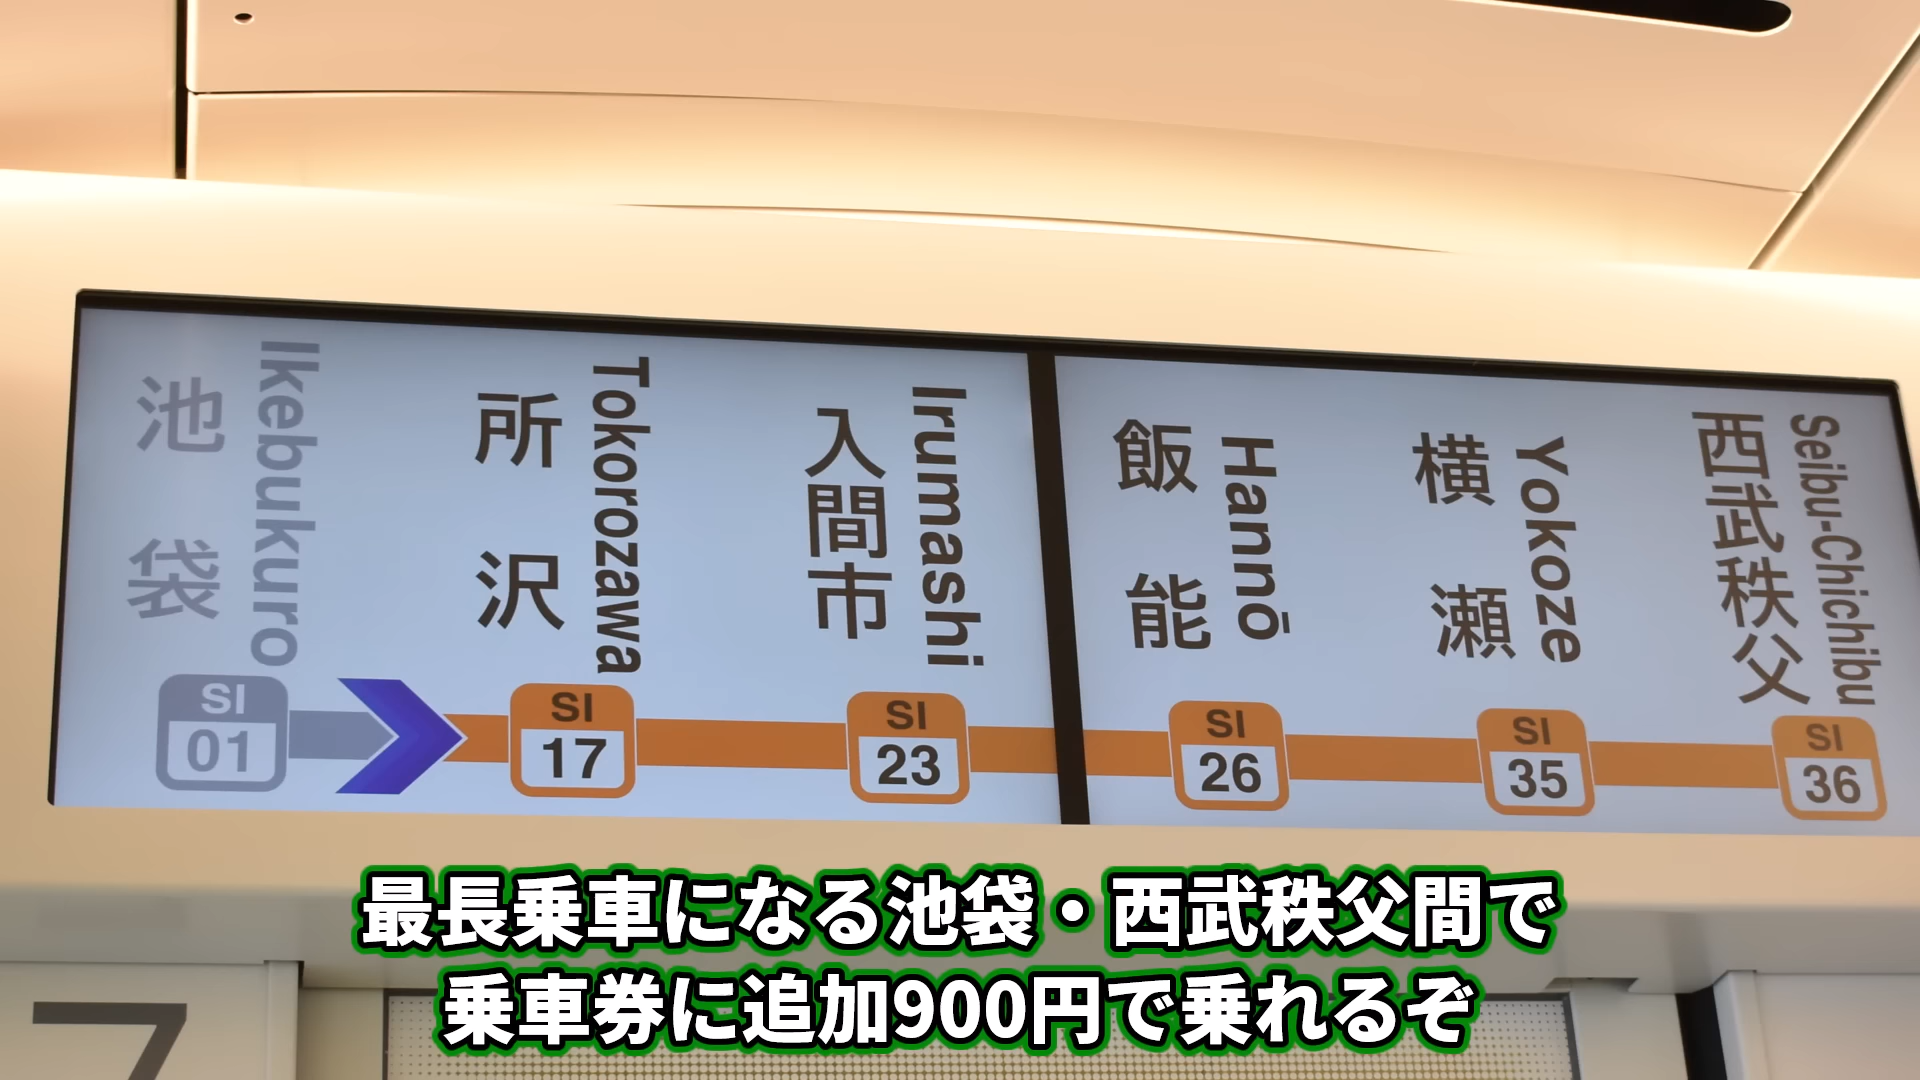 池袋
Ikebukuro
SI
01
所沢
Tokorozawa
SI
17
入間市
Irumashi
SI
23
飯能
Hannō
SI
26
横瀬
Yokoze
SI
35
西武秩父
Seibu-Chichibu
SI
36
7
最長乗車になる池袋・西武秩父間で
乗車券に追加900円で乗れるぞ